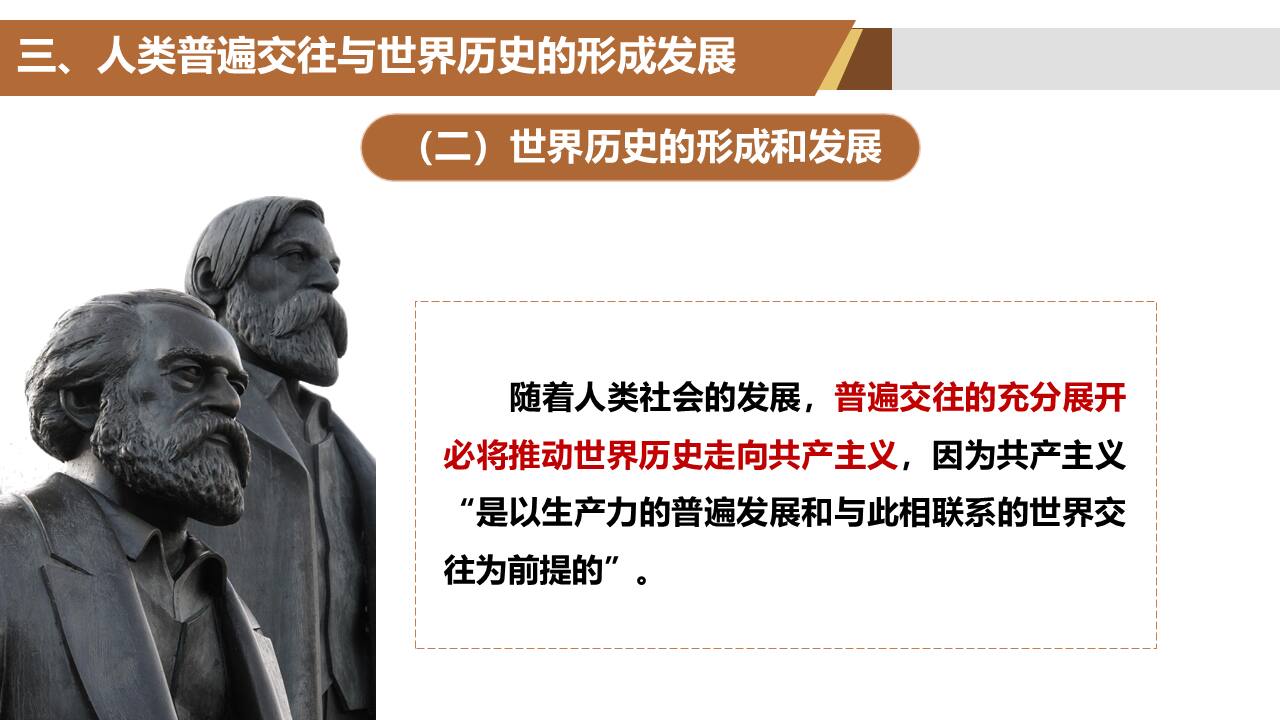 三、人类普遍交往与世界历史的形成发展
（二）世界历史的形成和发展
随着人类社会的发展，普遍交往的充分展开
必将推动世界历史走向共产主义，因为共产主义
“是以生产力的普遍发展和与此相联系的世界交
往为前提的”。